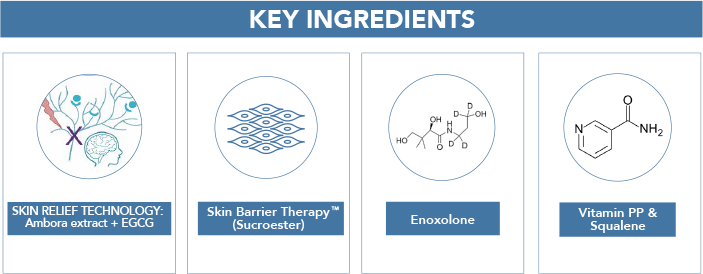 KEY INGREDIENTS
SKIN RELIEF TECHNOLOGY:
Ambora extract + EGCG
Skin Barrier Therapy™
(Sucroester)
HO
OH
O
N
H
D
D
D
D
OH
Enoxolone
N
O
NH₂
Vitamin PP &
Squalene